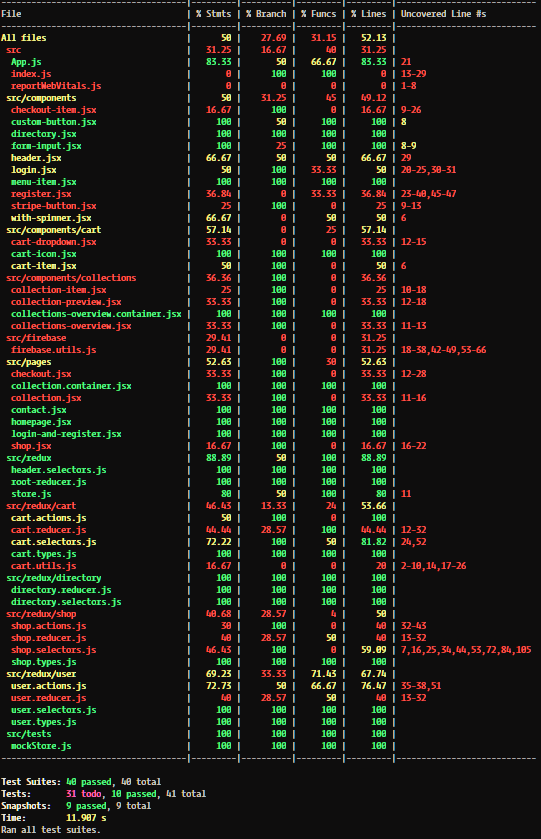 File | % Stmts | % Branch | % Funcs | % Lines | Uncovered Line #s
All files | 50 | 27.69 | 31.15 | 52.13 |
src | 31.25 | 16.67 | 40 | 31.25 |
App.js | 83.33 | 50 | 66.67 | 83.33 | 21
index.js | 0 | 100 | 100 | 0 | 13-29
reportWebVitals.js | 0 | 0 | 0 | 0 | 1-8
src/components | 50 | 31.25 | 45 | 49.12 |
checkout-item.jsx | 16.67 | 100 | 0 | 16.67 | 9-26
custom-button.jsx | 100 | 50 | 100 | 100 | 8
directory.jsx | 100 | 100 | 100 | 100 |
form-input.jsx | 100 | 25 | 100 | 100 | 8-9
header.jsx | 66.67 | 50 | 50 | 66.67 | 29
login.jsx | 50 | 100 | 33.33 | 50 | 20-25,30-31
menu-item.jsx | 100 | 100 | 100 | 100 |
register.jsx | 36.84 | 0 | 33.33 | 36.84 | 23-40,45-47
stripe-button.jsx | 25 | 100 | 0 | 25 | 9-13
with-spinner.jsx | 66.67 | 0 | 50 | 50 | 6
src/components/cart | 57.14 | 0 | 25 | 57.14 |
cart-dropdown.jsx | 33.33 | 0 | 0 | 33.33 | 12-15
cart-icon.jsx | 100 | 100 | 100 | 100 |
cart-item.jsx | 50 | 100 | 0 | 50 | 6
src/components/collections | 36.36 | 100 | 0 | 36.36 |
collection-item.jsx | 25 | 100 | 0 | 25 | 10-18
collection-preview.jsx | 33.33 | 100 | 0 | 33.33 | 12-18
collections-overview.container.jsx | 100 | 100 | 100 | 100 |
collections-overview.jsx | 33.33 | 100 | 0 | 33.33 | 11-13
src/firebase | 29.41 | 0 | 0 | 31.25 |
firebase.utils.js | 29.41 | 0 | 0 | 31.25 | 18-38,42-49,53-66
src/pages | 52.63 | 100 | 30 | 52.63 |
checkout.jsx | 33.33 | 100 | 0 | 33.33 | 12-28
collection.container.jsx | 100 | 100 | 100 | 100 |
collection.jsx | 33.33 | 100 | 0 | 33.33 | 11-16
contact.jsx | 100 | 100 | 100 | 100 |
homepage.jsx | 100 | 100 | 100 | 100 |
login-and-register.jsx | 100 | 100 | 100 | 100 |
shop.jsx | 16.67 | 100 | 0 | 16.67 | 16-22
src/redux | 88.89 | 50 | 100 | 88.89 |
header.selectors.js | 100 | 100 | 100 | 100 |
root-reducer.js | 100 | 100 | 100 | 100 |
store.js | 80 | 50 | 100 | 80 | 11
src/redux/cart | 46.43 | 13.33 | 24 | 53.66 |
cart.actions.js | 50 | 100 | 0 | 100 |
cart.reducer.js | 44.44 | 28.57 | 100 | 44.44 | 12-32
cart.selectors.js | 72.22 | 100 | 50 | 81.82 | 24,52
cart.types.js | 100 | 100 | 100 | 100 |
cart.utils.js | 16.67 | 0 | 0 | 20 | 2-10,14,17-26
src/redux/directory | 100 | 100 | 100 | 100 |
directory.reducer.js | 100 | 100 | 100 | 100 |
directory.selectors.js | 100 | 100 | 100 | 100 |
src/redux/shop | 40.68 | 28.57 | 4 | 50 |
shop.actions.js | 30 | 100 | 0 | 40 | 32-43
shop.reducer.js | 40 | 28.57 | 50 | 40 | 13-32
shop.selectors.js | 46.43 | 100 | 0 | 59.09 | 7,16,25,34,44,53,72,84,105
shop.types.js | 100 | 100 | 100 | 100 |
src/redux/user | 69.23 | 33.33 | 71.43 | 67.74 |
user.actions.js | 72.73 | 50 | 66.67 | 76.47 | 35-38,51
user.reducer.js | 40 | 28.57 | 50 | 40 | 13-32
user.selectors.js | 100 | 100 | 100 | 100 |
user.types.js | 100 | 100 | 100 | 100 |
src/tests | 100 | 100 | 100 | 100 |
mockStore.js | 100 | 100 | 100 | 100 |
Test Suites: 40 passed, 40 total
Tests: 31 todo, 10 passed, 41 total
Snapshots: 9 passed, 9 total
Time: 11.907 s
Ran all test suites.